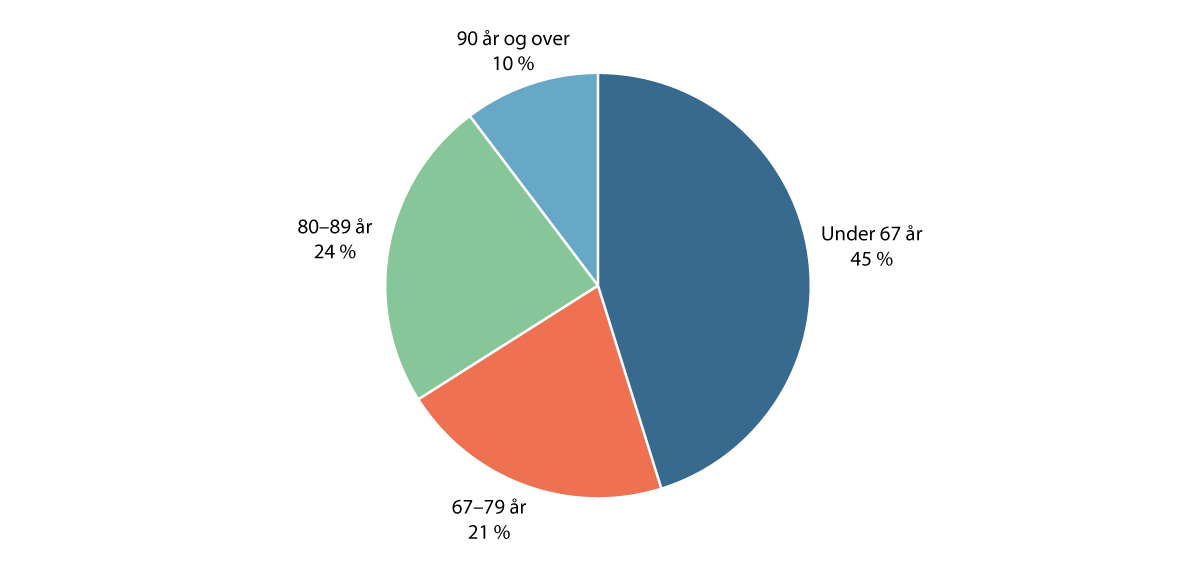 90 år og over
10 %
80–89 år
24 %
Under 67 år
45 %
67–79 år
21 %